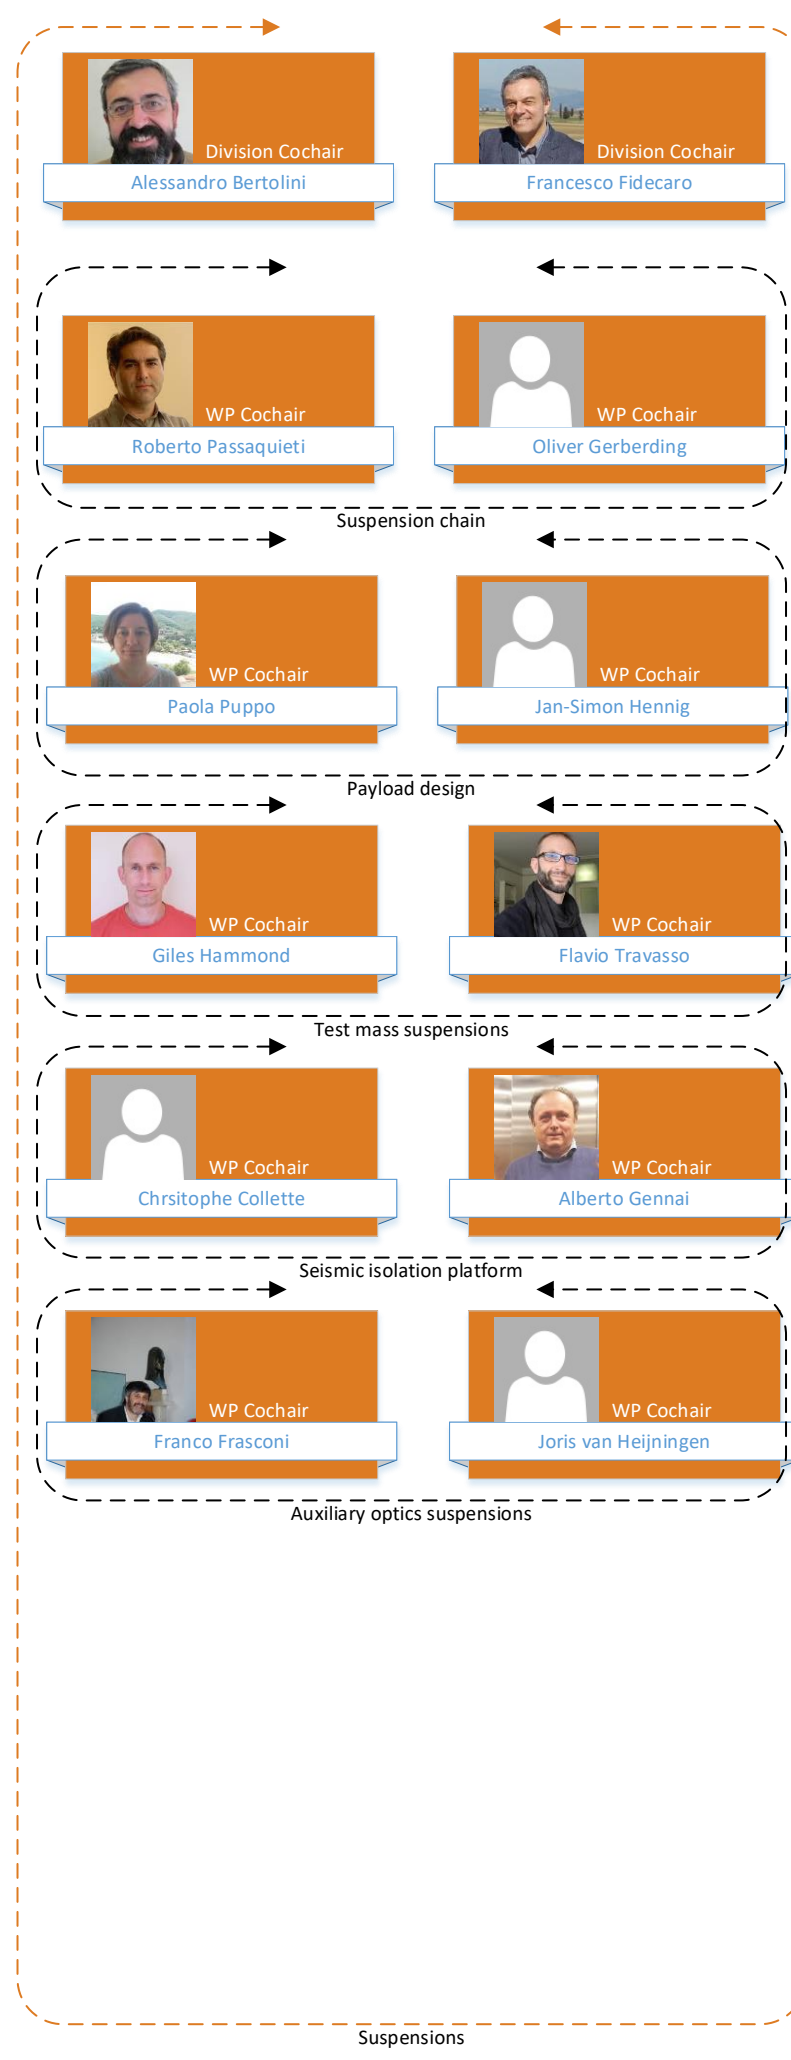 Division Cochair
Alessandro Bertolini
Division Cochair
Francesco Fidecaro
WP Cochair
Roberto Passaquieti
WP Cochair
Oliver Gerberding
Suspension chain
WP Cochair
Paola Puppo
WP Cochair
Jan-Simon Hennig
Payload design
WP Cochair
Giles Hammond
WP Cochair
Flavio Travasso
Test mass suspensions
WP Cochair
Chrsitophe Collette
WP Cochair
Alberto Gennai
Seismic isolation platform
WP Cochair
Franco Frasconi
WP Cochair
Joris van Heijningen
Auxiliary optics suspensions
Suspensions